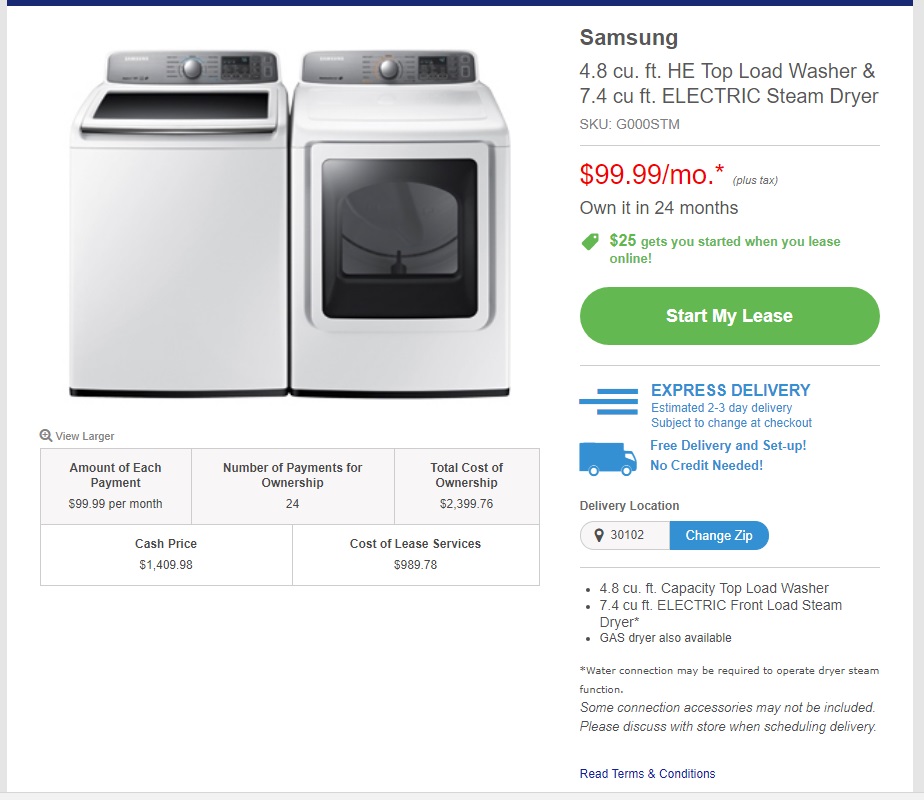 Samsung
4.8 cu. ft. HE Top Load Washer &
7.4 cu ft. ELECTRIC Steam Dryer
SKU: G000STM
$99.99/mo.* (plus tax)
Own it in 24 months
$25 gets you started when you lease
online!
Start My Lease
EXPRESS DELIVERY
Estimated 2-3 day delivery
Subject to change at checkout
Free Delivery and Set-up!
No Credit Needed!
Delivery Location
30102 Change Zip
4.8 cu. ft. Capacity Top Load Washer
7.4 cu ft. ELECTRIC Front Load Steam
Dryer*
GAS dryer also available
*Water connection may be required to operate dryer steam
function.
Some connection accessories may not be included.
Please discuss with store when scheduling delivery.
Read Terms & Conditions
SAMSUNG
SAMSUNG
View Larger
Amount of Each
Payment
$99.99 per month
Number of Payments for
Ownership
24
Total Cost of
Ownership
$2,399.76
Cash Price
$1,409.98
Cost of Lease Services
$989.78